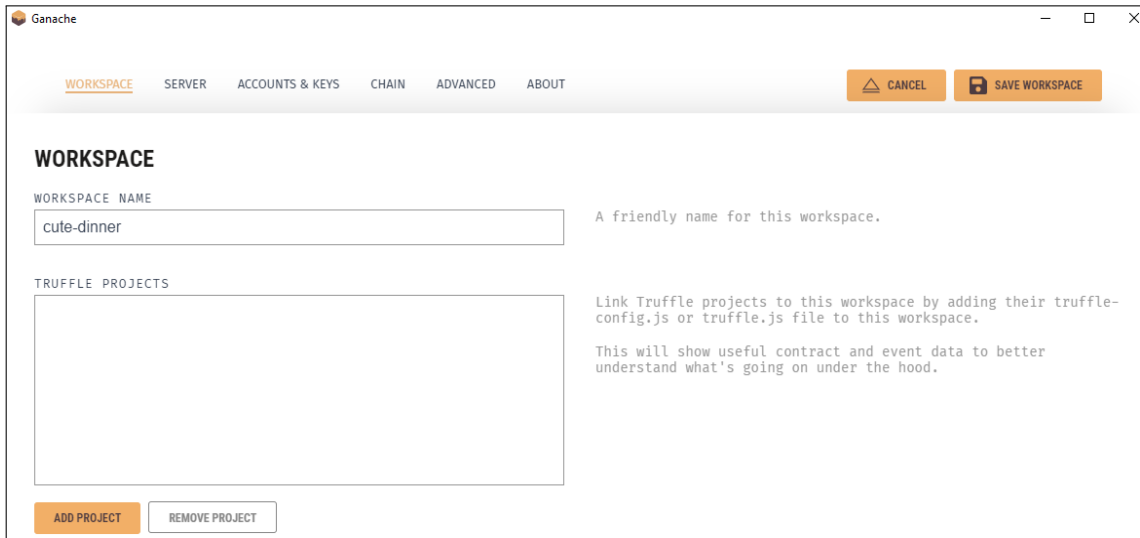 Ganache
WORKSPACE SERVER ACCOUNTS & KEYS CHAIN ADVANCED ABOUT CANCEL SAVE WORKSPACE
WORKSPACE
WORKSPACE NAME
cute-dinner
A friendly name for this workspace.
TRUFFLE PROJECTS
Link Truffle projects to this workspace by adding their truffle-
config.js or truffle.js file to this workspace.
This will show useful contract and event data to better
understand what's going on under the hood.
ADD PROJECT REMOVE PROJECT